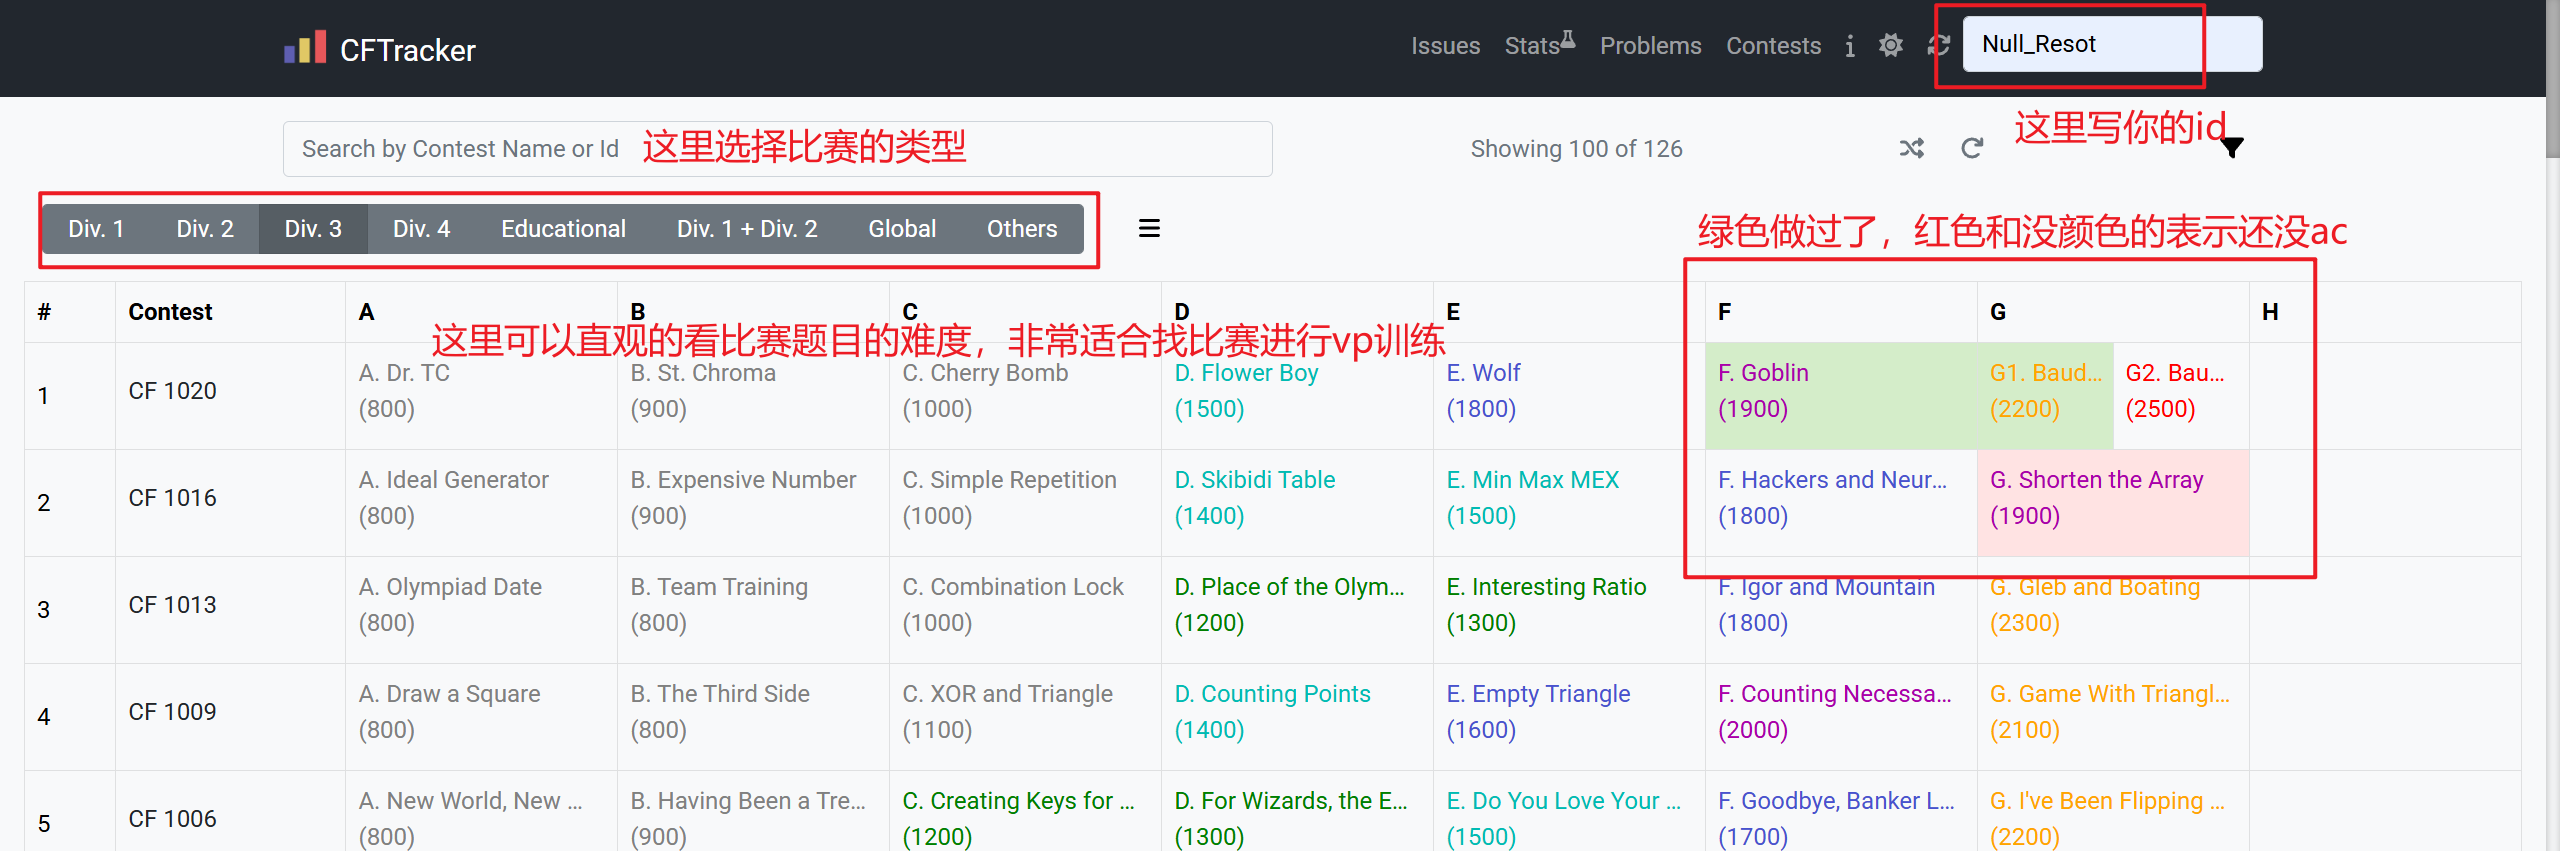 CFTracker
Issues Stats Problems Contests Null_Resot
Search by Contest Name or Id 这里选择比赛的类型
Showing 100 of 126
这里写你的id
Div. 1 Div. 2 Div. 3 Div. 4 Educational Div. 1 + Div. 2 Global Others
绿色做过了，红色和没颜色的表示还没ac
# Contest A B C D E F G H
这里可以直观的看比赛题目的难度，非常适合找比赛进行vp训练
1 CF 1020 A. Dr. TC (800) B. St. Chroma (900) C. Cherry Bomb (1000) D. Flower Boy (1500) E. Wolf (1800) F. Goblin (1900) G1. Baud... (2200) G2. Bau... (2500)
2 CF 1016 A. Ideal Generator (800) B. Expensive Number (900) C. Simple Repetition (1000) D. Skibidi Table (1400) E. Min Max MEX (1500) F. Hackers and Neur... (1800) G. Shorten the Array (1900)
3 CF 1013 A. Olympiad Date (800) B. Team Training (800) C. Combination Lock (1000) D. Place of the Olym... (1200) E. Interesting Ratio (1300) F. Igor and Mountain (1800) G. Gleb and Boating (2300)
4 CF 1009 A. Draw a Square (800) B. The Third Side (800) C. XOR and Triangle (1100) D. Counting Points (1400) E. Empty Triangle (1600) F. Counting Necessa... (2000) G. Game With Triangl... (2100)
5 CF 1006 A. New World, New ... (800) B. Having Been a Tre... (900) C. Creating Keys for ... (1200) D. For Wizards, the E... (1300) E. Do You Love Your ... (1500) F. Goodbye, Banker L... (1700) G. I've Been Flipping ... (2200)